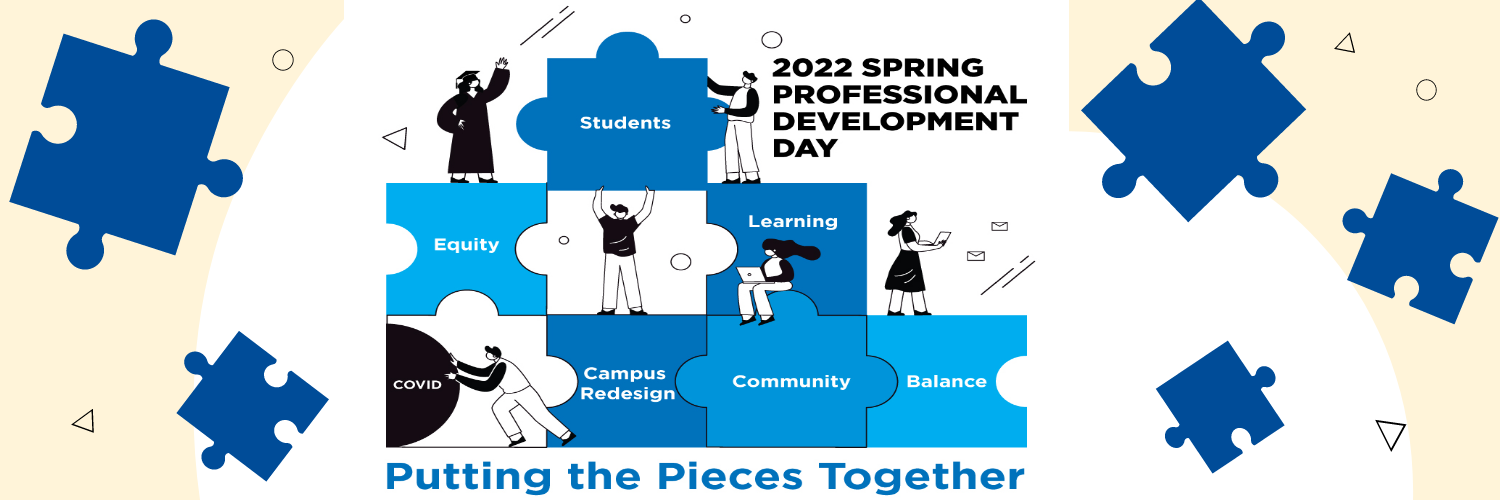 2022 SPRING
PROFESSIONAL
DEVELOPMENT
DAY
Students
Equity
Learning
COVID
Campus
Redesign
Community
Balance
Putting the Pieces Together